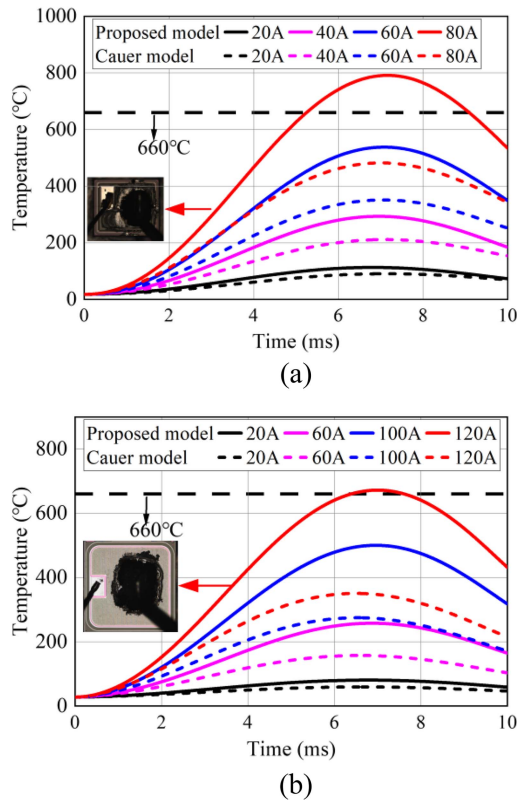 (a)
1000
Proposed model 20A 40A 60A 80A
Cauer model 20A 40A 60A 80A
800
600
660℃
400
200
0
Temperature (℃)
0 2 4 6 8 10
Time (ms)
(a)
Proposed model 20A 60A 100A 120A
Cauer model 20A 60A 100A 120A
800
600
660℃
400
200
0
Temperature (℃)
0 2 4 6 8 10
Time (ms)
(b)